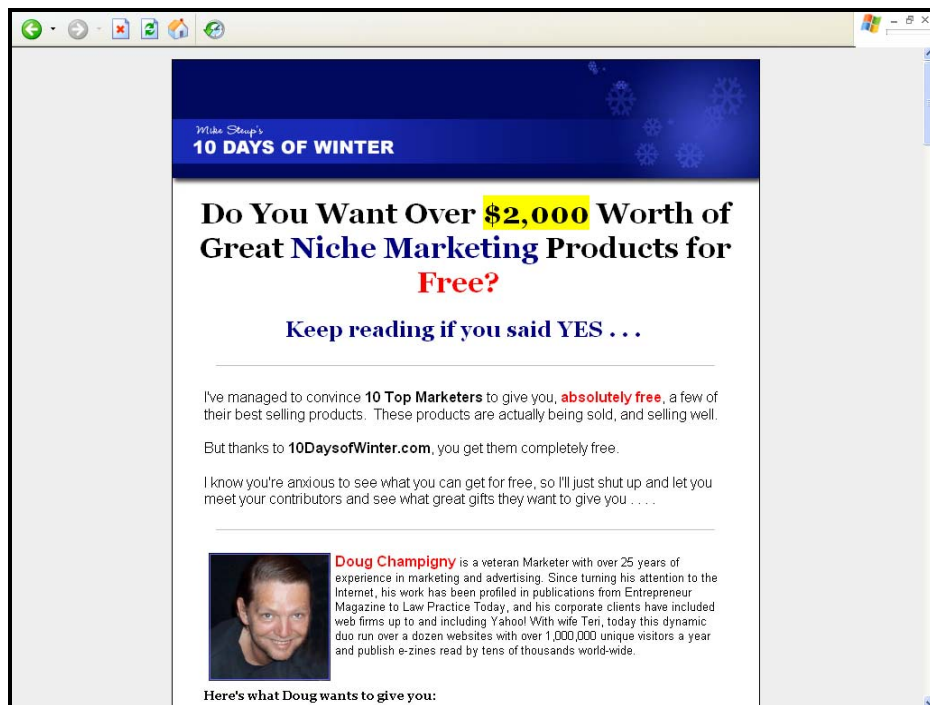 Mike Steup's
10 DAYS OF WINTER
Do You Want Over $2,000 Worth of
Great Niche Marketing Products for
Free?
Keep reading if you said YES . . .
I've managed to convince 10 Top Marketers to give you, absolutely free, a few of
their best selling products.  These products are actually being sold, and selling well.
But thanks to 10DaysofWinter.com, you get them completely free.
I know you're anxious to see what you can get for free, so I'll just shut up and let you
meet your contributors and see what great gifts they want to give you . . . .
Doug Champigny is a veteran Marketer with over 25 years of
experience in marketing and advertising. Since turning his attention to the
Internet, his work has been profiled in publications from Entrepreneur
Magazine to Law Practice Today, and his corporate clients have included
web firms up to and including Yahoo! With wife Teri, today this dynamic
duo run over a dozen websites with over 1,000,000 unique visitors a year
and publish e-zines read by tens of thousands world-wide.
Here's what Doug wants to give you: